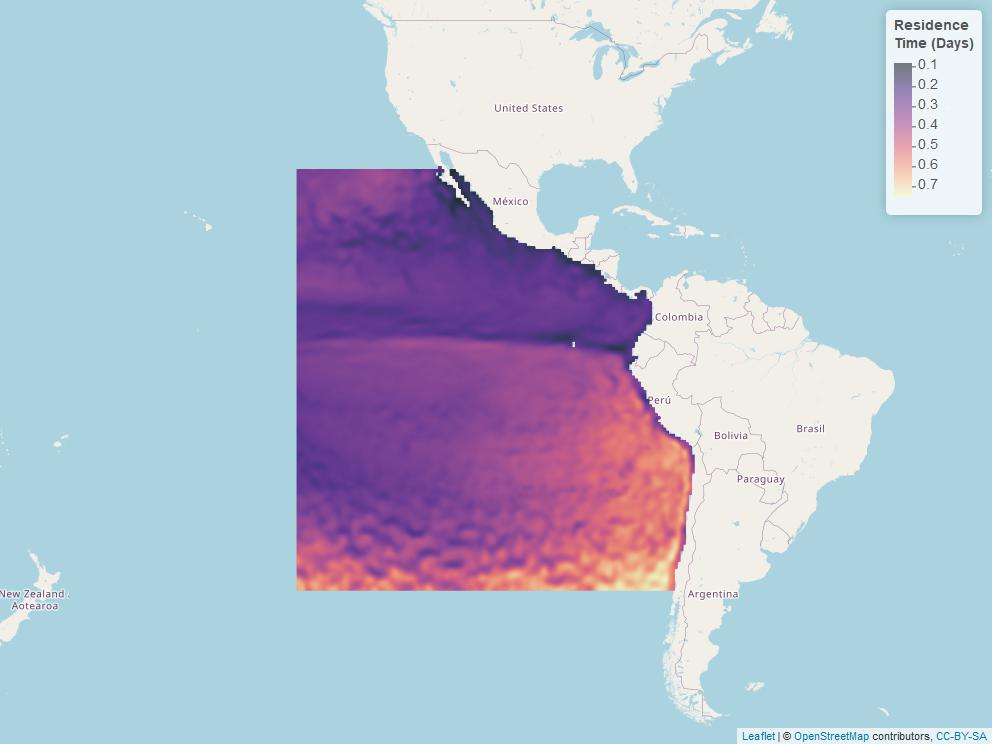 Residence
Time (Days)
0.1
0.2
0.3
0.4
0.5
0.6
0.7
United States
México
Colombia
Perú
Brasil
Bolivia
Paraguay
New Zealand
Aotearoa
Argentina
Leaflet | © OpenStreetMap contributors, CC-BY-SA